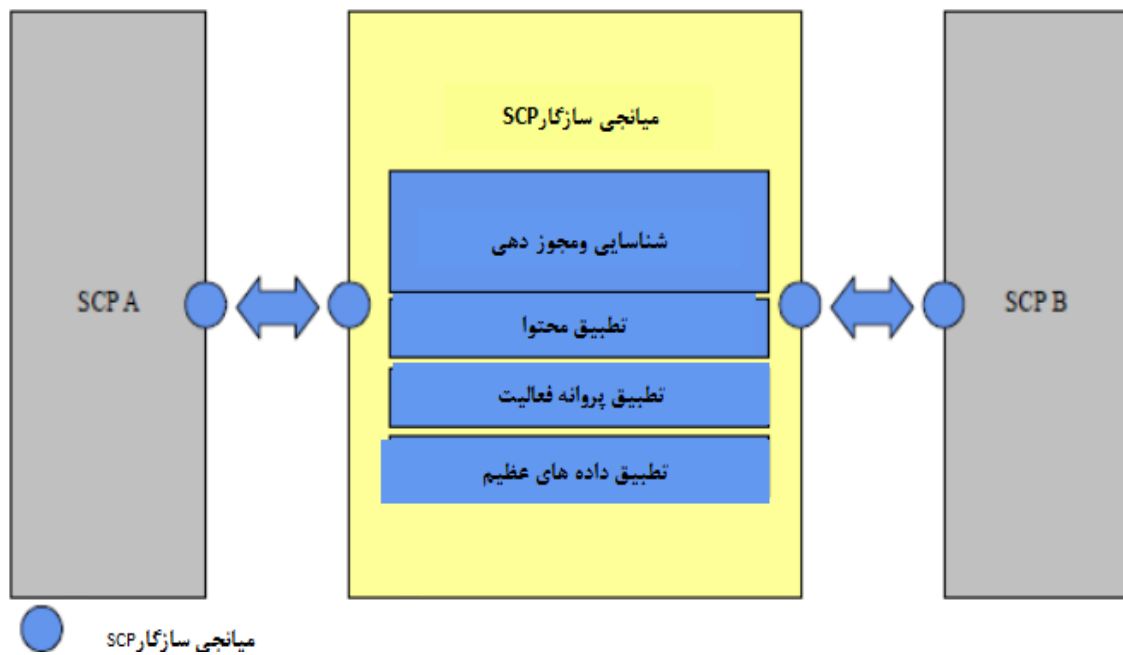 میانجی سازگارSCP
شناسایی ومجوز دهی
SCP A
SCP B
تطبیق محتوا
تطبیق پروانه فعالیت
تطبیق داده های عظیم
میانجی سازگارSCP